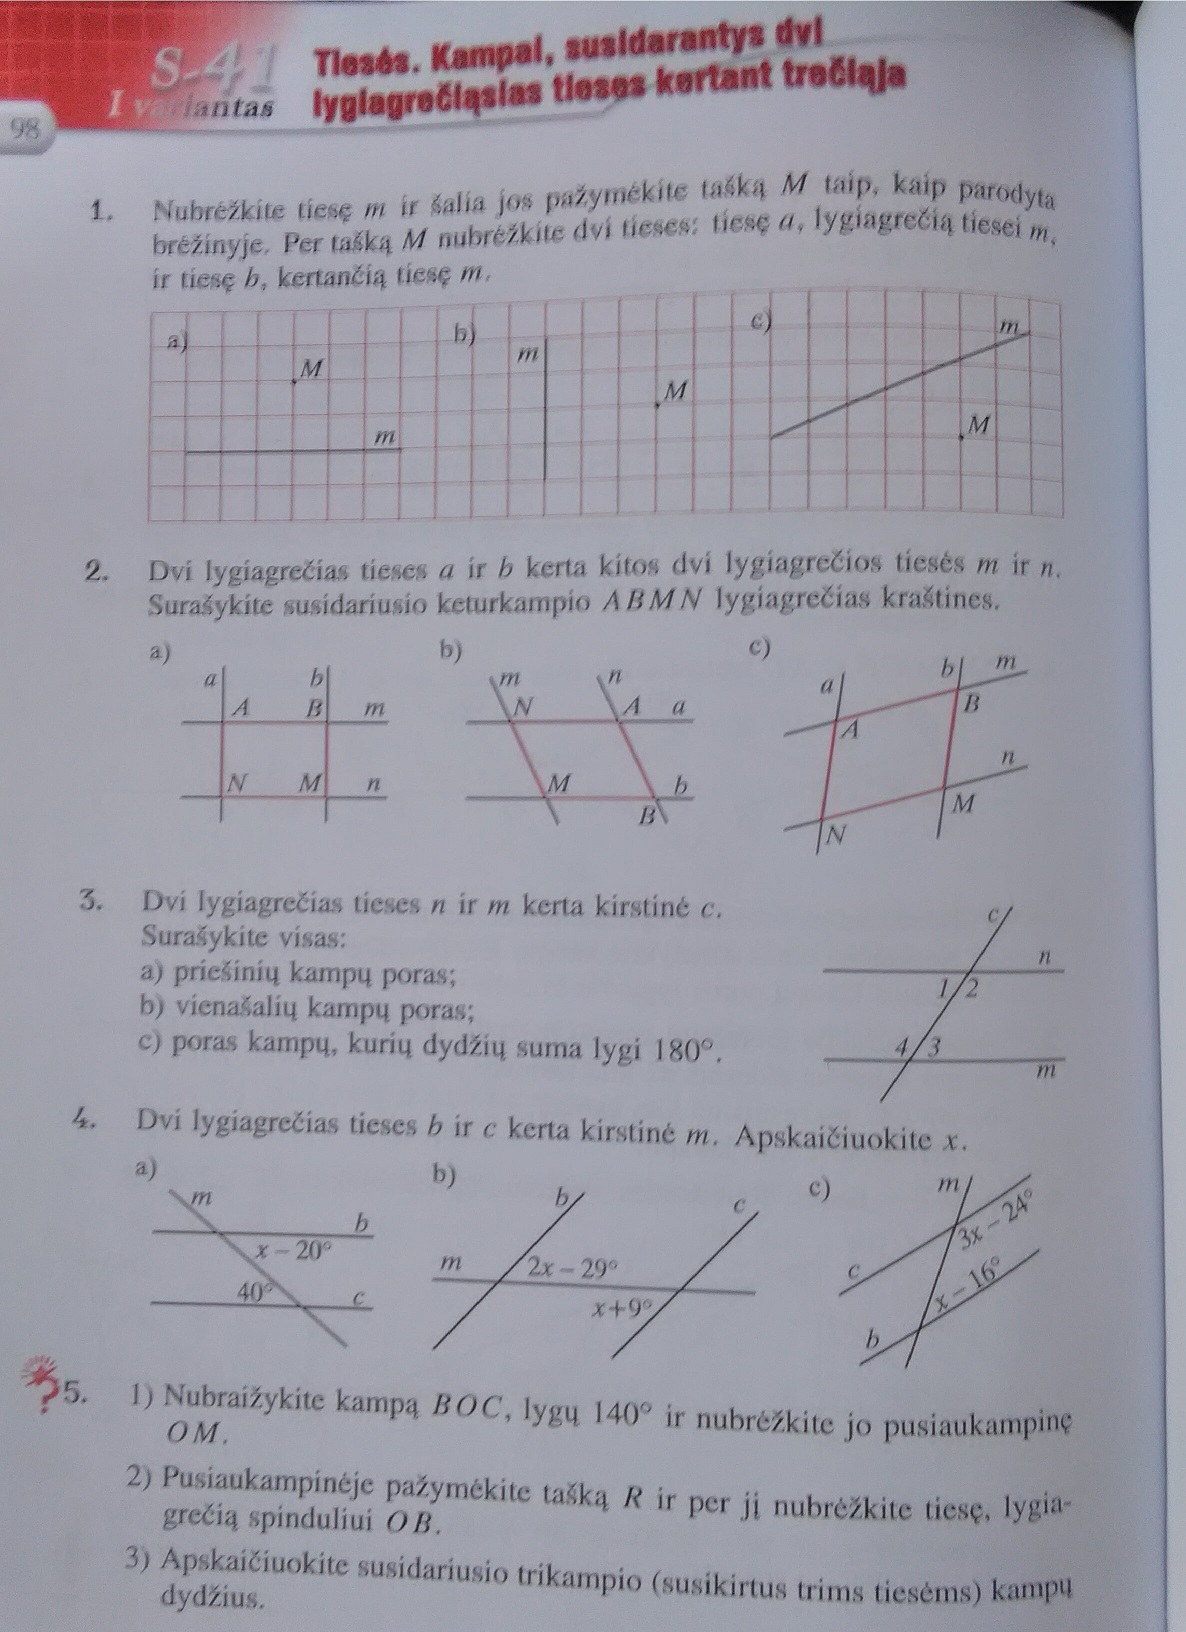 S-41
I variantas
98
Tiesės. Kampai, susidarantys dvi
lygiagrečiąsias tieses kertant trečiąja
1. Nubrėžkite tiesę m ir šalia jos pažymėkite tašką M taip, kaip parodyta
brėžinyje. Per tašką M nubrėžkite dvi tieses: tiesę a, lygiagrečią tiesei m,
ir tiesę b, kertančią tiesę m.
a) M m
b) m M
c) m M
2. Dvi lygiagrečias tieses a ir b kerta kitos dvi lygiagrečios tiesės m ir n.
Surašykite susidariusio keturkampio ABMN lygiagrečias kraštines.
a) b) c)
a b
A B m
N M n
m n
N A a
M b
B
a b m
A B
n
N M
3. Dvi lygiagrečias tieses n ir m kerta kirstinė c.
Surašykite visas:
a) priešinių kampų poras;
b) vienašalių kampų poras;
c) poras kampų, kurių dydžių suma lygi 180°.
c
n
1 2
4 3
m
4. Dvi lygiagrečias tieses b ir c kerta kirstinė m. Apskaičiuokite x.
a)
m
b
x – 20°
40°
c
b)
b c
m 2x – 29°
x+9°
c)
m
3x – 24°
c
x – 16°
b
?
5. 1) Nubraižykite kampą BOC, lygų 140° ir nubrėžkite jo pusiaukampinę
OM.
2) Pusiaukampinėje pažymėkite tašką R ir per jį nubrėžkite tiesę, lygia-
grečią spinduliui OB.
3) Apskaičiuokite susidariusio trikampio (susikirtus trims tiesėms) kampų
dydžius.